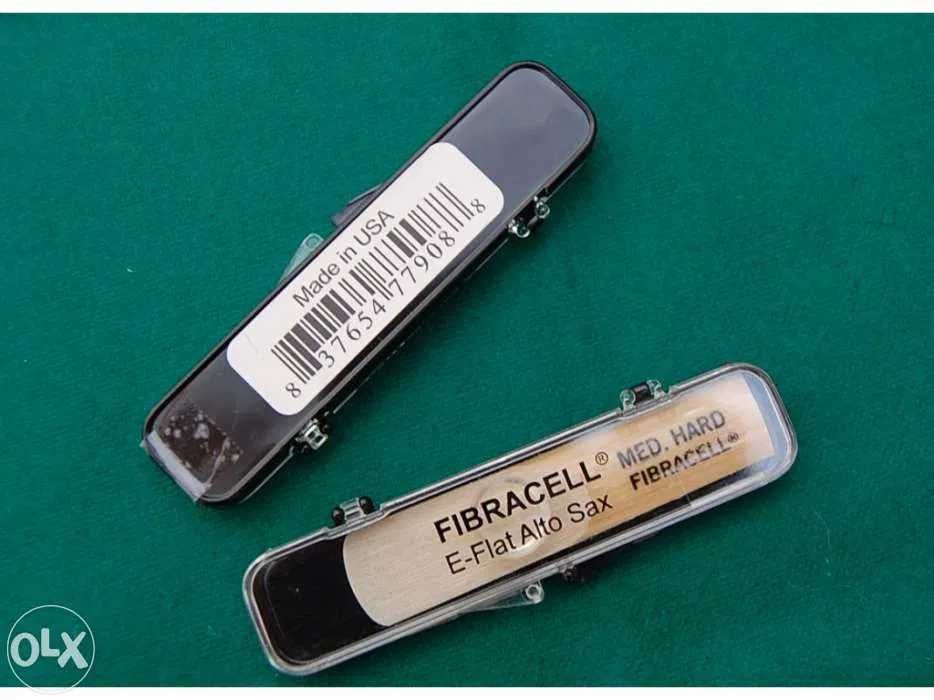 Made in USA
8 37654 77908 8
FIBRACELL®
E-Flat Alto Sax
MED. HARD
FIBRACELL®
OLX